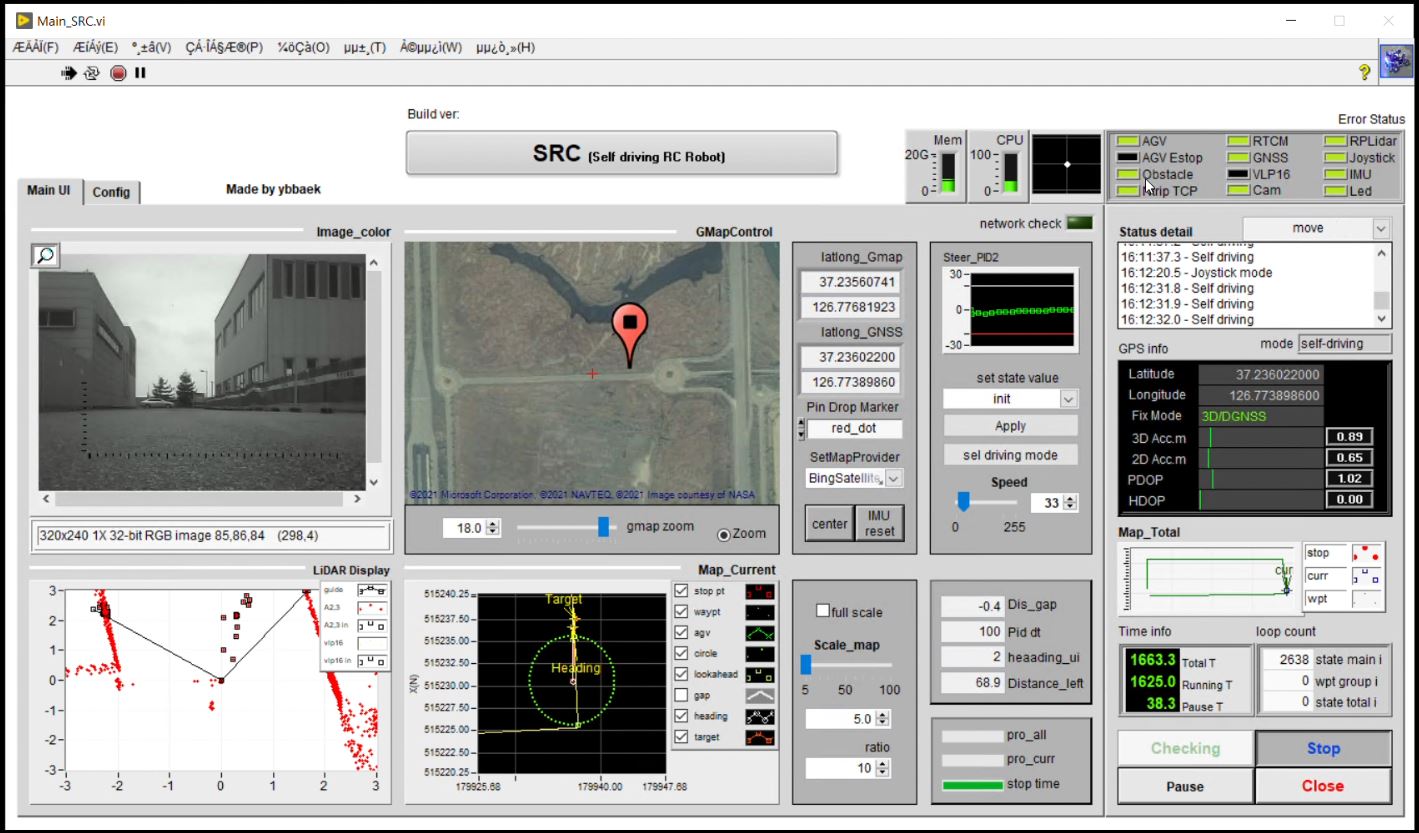 Main_SRC.vi
ÆÄÀÏ(F) ÆíÁý(E) º¸±â(V) ÇÁ·ÎÁ§Æ®(P) ¼öÇà(O) µµ±¸(T) À©µµ¿ì(W) µµ¿ò¸»(H)
Build ver:
Error Status
SRC (Self driving RC Robot)
Mem
20G
0
CPU
100
0
AGV RTCM RPLidar
AGV Estop GNSS Joystick
Obstacle VLP16 IMU
Ntrip TCP Cam Led
Main UI Config Made by ybbaek
network check
Image_color
320x240 1X 32-bit RGB image 85,86,84 (298,4)
GMapControl
©2021 Microsoft Corporation, ©2021 NAVTEQ, ©2021 Image courtesy of NASA
18.0 gmap zoom Zoom
latlong_Gmap
37.23560741
126.77681923
latlong_GNSS
37.23602200
126.77389860
Pin Drop Marker
red_dot
SetMapProvider
BingSatellite
center IMU reset
Steer_PID2
30
0
-30
set state value
init
Apply
sel driving mode
Speed
33
0 255
Status detail move
16:11:37.2 - Self driving
16:11:37.3 - Self driving
16:12:20.5 - Joystick mode
16:12:31.8 - Self driving
16:12:31.9 - Self driving
16:12:32.0 - Self driving
GPS info mode self-driving
Latitude 37.236022000
Longitude 126.773898600
Fix Mode 3D/DGNSS
3D Acc.m 0.89
2D Acc.m 0.65
PDOP 1.02
HDOP 0.00
Map_Total
cur
stop
curr
wpt
LiDAR Display
3
2
1
0
-1
-2
-3
-3 -2 -1 0 1 2 3
guide
A2,3
A2,3 in
vlp16
vlp16 in
Map_Current
X(N)
515240.25
515237.50
515235.00
515232.50
515230.00
515227.50
515225.00
515222.50
515220.25
179925.68 179940.00 179947.68
Target
Heading
stop pt
waypt
agv
circle
lookahead
gap
heading
target
full scale
Scale_map
5 50 100
5.0
ratio
10
-0.4 Dis_gap
100 Pid dt
2 heaading_ui
68.9 Distance_left
pro_all
pro_curr
stop time
Time info
1663.3 Total T
1625.0 Running T
38.3 Pause T
loop count
2638 state main i
0 wpt group i
0 state total i
Checking Stop
Pause Close